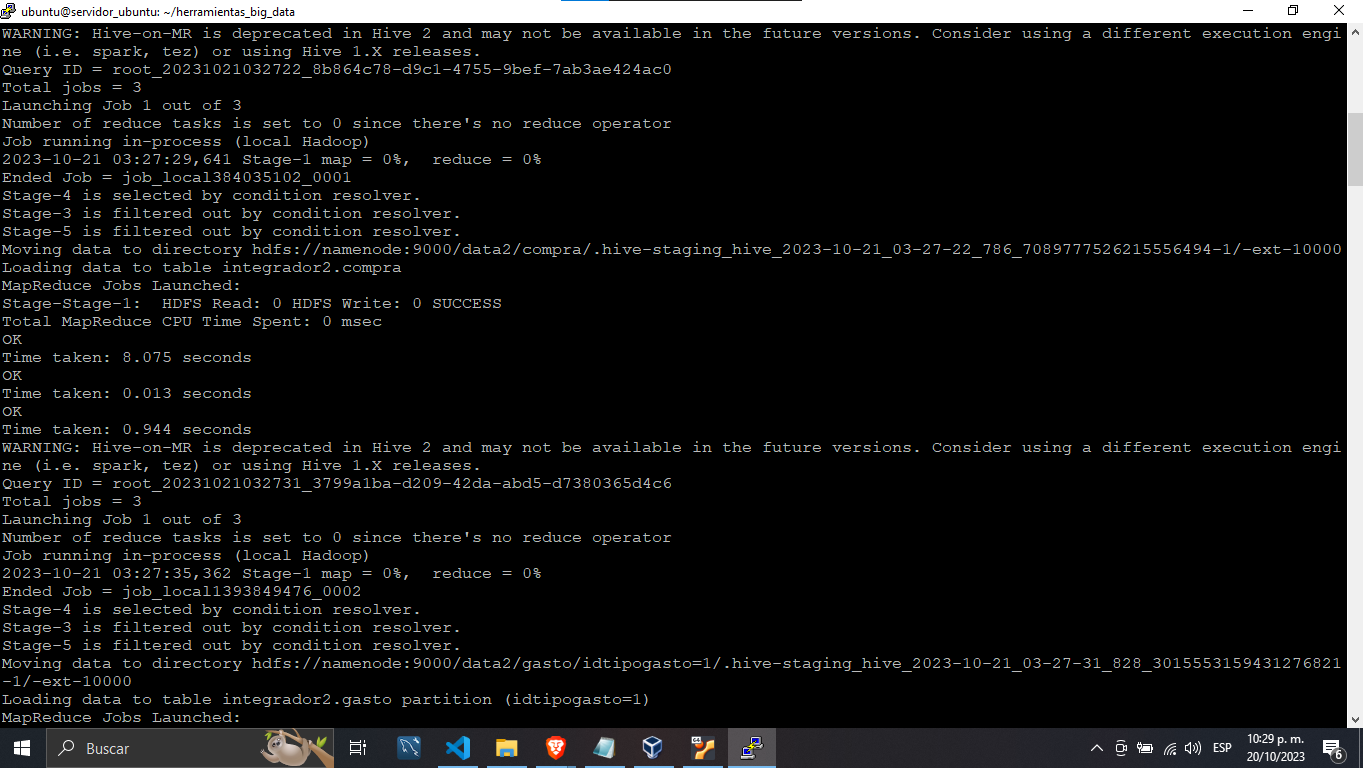 ubuntu@servidor_ubuntu: ~/herramientas_big_data
WARNING: Hive-on-MR is deprecated in Hive 2 and may not be available in the future versions. Consider using a different execution engi
ne (i.e. spark, tez) or using Hive 1.X releases.
Query ID = root_20231021032722_8b864c78-d9c1-4755-9bef-7ab3ae424ac0
Total jobs = 3
Launching Job 1 out of 3
Number of reduce tasks is set to 0 since there's no reduce operator
Job running in-process (local Hadoop)
2023-10-21 03:27:29,641 Stage-1 map = 0%,  reduce = 0%
Ended Job = job_local384035102_0001
Stage-4 is selected by condition resolver.
Stage-3 is filtered out by condition resolver.
Stage-5 is filtered out by condition resolver.
Moving data to directory hdfs://namenode:9000/data2/compra/.hive-staging_hive_2023-10-21_03-27-22_786_7089777526215556494-1/-ext-10000
Loading data to table integrador2.compra
MapReduce Jobs Launched:
Stage-Stage-1:  HDFS Read: 0 HDFS Write: 0 SUCCESS
Total MapReduce CPU Time Spent: 0 msec
OK
Time taken: 8.075 seconds
OK
Time taken: 0.013 seconds
OK
Time taken: 0.944 seconds
WARNING: Hive-on-MR is deprecated in Hive 2 and may not be available in the future versions. Consider using a different execution engi
ne (i.e. spark, tez) or using Hive 1.X releases.
Query ID = root_20231021032731_3799a1ba-d209-42da-abd5-d7380365d4c6
Total jobs = 3
Launching Job 1 out of 3
Number of reduce tasks is set to 0 since there's no reduce operator
Job running in-process (local Hadoop)
2023-10-21 03:27:35,362 Stage-1 map = 0%,  reduce = 0%
Ended Job = job_local1393849476_0002
Stage-4 is selected by condition resolver.
Stage-3 is filtered out by condition resolver.
Stage-5 is filtered out by condition resolver.
Moving data to directory hdfs://namenode:9000/data2/gasto/idtipogasto=1/.hive-staging_hive_2023-10-21_03-27-31_828_3015553159431276821
-1/-ext-10000
Loading data to table integrador2.gasto partition (idtipogasto=1)
MapReduce Jobs Launched:
Buscar
64
ESP
10:29 p. m.
20/10/2023
6